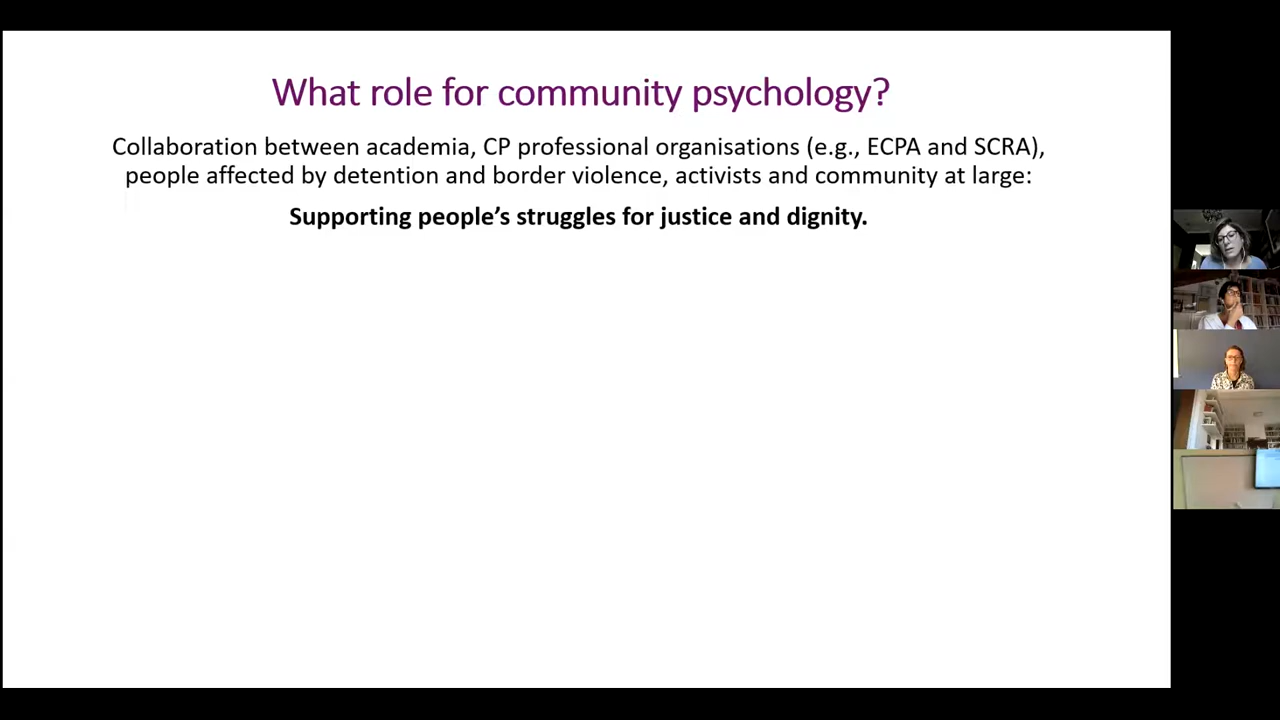 What role for community psychology?
Collaboration between academia, CP professional organisations (e.g., ECPA and SCRA),
people affected by detention and border violence, activists and community at large:
Supporting people’s struggles for justice and dignity.